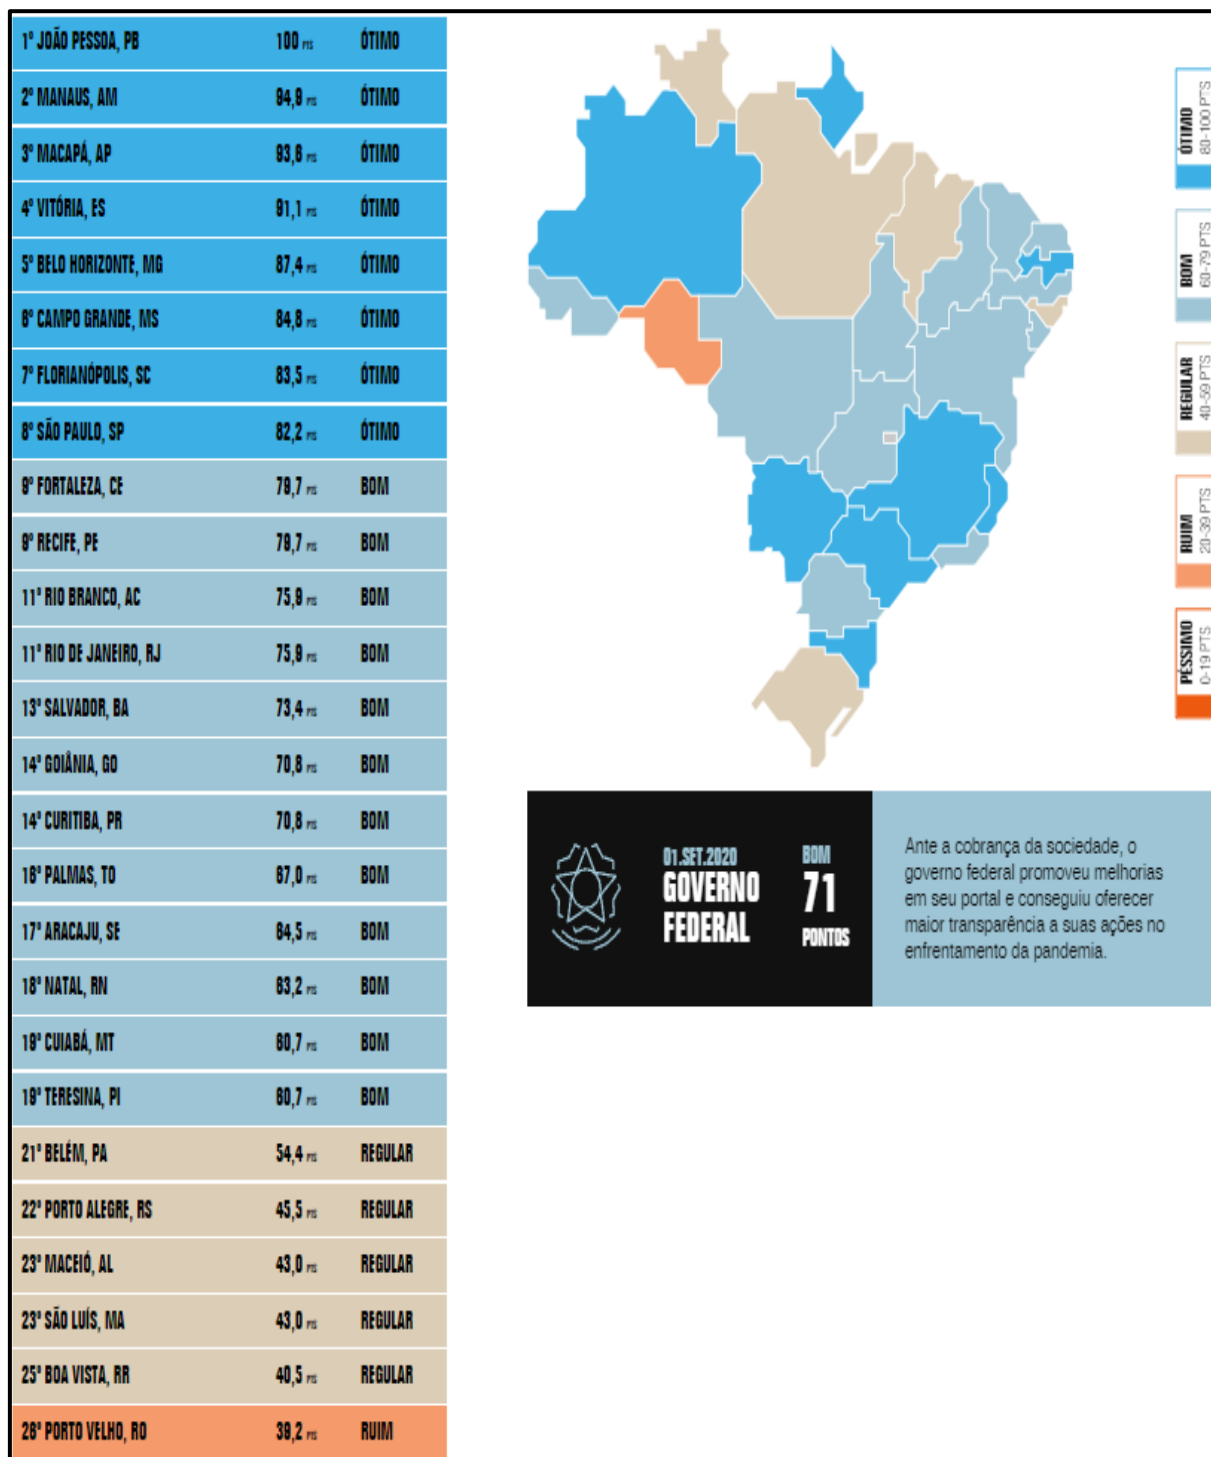 1º JOÃO PESSOA, PB 100 PTS ÓTIMO
2º MANAUS, AM 94,9 PTS ÓTIMO
3º MACAPÁ, AP 93,6 PTS ÓTIMO
4º VITÓRIA, ES 91,1 PTS ÓTIMO
5º BELO HORIZONTE, MG 87,4 PTS ÓTIMO
6º CAMPO GRANDE, MS 84,8 PTS ÓTIMO
7º FLORIANÓPOLIS, SC 83,5 PTS ÓTIMO
8º SÃO PAULO, SP 82,2 PTS ÓTIMO
9º FORTALEZA, CE 79,7 PTS BOM
9º RECIFE, PE 79,7 PTS BOM
11º RIO BRANCO, AC 75,9 PTS BOM
11º RIO DE JANEIRO, RJ 75,9 PTS BOM
13º SALVADOR, BA 73,4 PTS BOM
14º GOIÂNIA, GO 70,8 PTS BOM
14º CURITIBA, PR 70,8 PTS BOM
16º PALMAS, TO 67,0 PTS BOM
17º ARACAJU, SE 64,5 PTS BOM
18º NATAL, RN 63,2 PTS BOM
19º CUIABÁ, MT 60,7 PTS BOM
19º TERESINA, PI 60,7 PTS BOM
21º BELÉM, PA 54,4 PTS REGULAR
22º PORTO ALEGRE, RS 45,5 PTS REGULAR
23º MACEIÓ, AL 43,0 PTS REGULAR
23º SÃO LUÍS, MA 43,0 PTS REGULAR
25º BOA VISTA, RR 40,5 PTS REGULAR
26º PORTO VELHO, RO 39,2 PTS RUIM
ÓTIMO
80-100 PTS
BOM
60-79 PTS
REGULAR
40-59 PTS
RUIM
20-39 PTS
PÉSSIMO
0-19 PTS
01.SET.2020
GOVERNO
FEDERAL
BOM
71
PONTOS
Ante a cobrança da sociedade, o
governo federal promoveu melhorias
em seu portal e conseguiu oferecer
maior transparência a suas ações no
enfrentamento da pandemia.